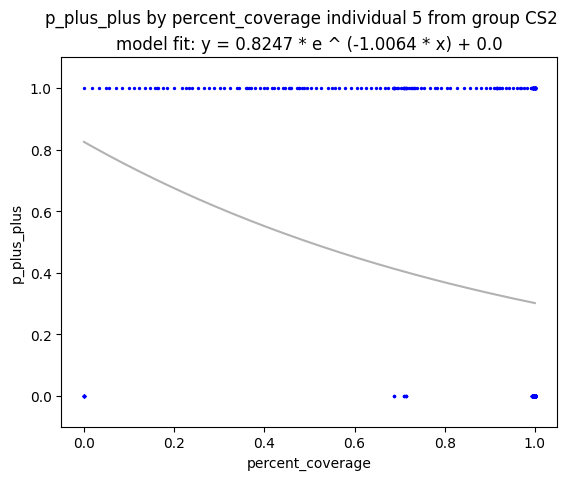 p_plus_plus by percent_coverage individual 5 from group CS2
model fit: y = 0.8247 * e ^ (-1.0064 * x) + 0.0
1.0
0.8
0.6
0.4
0.2
0.0
p_plus_plus
0.0 0.2 0.4 0.6 0.8 1.0
percent_coverage